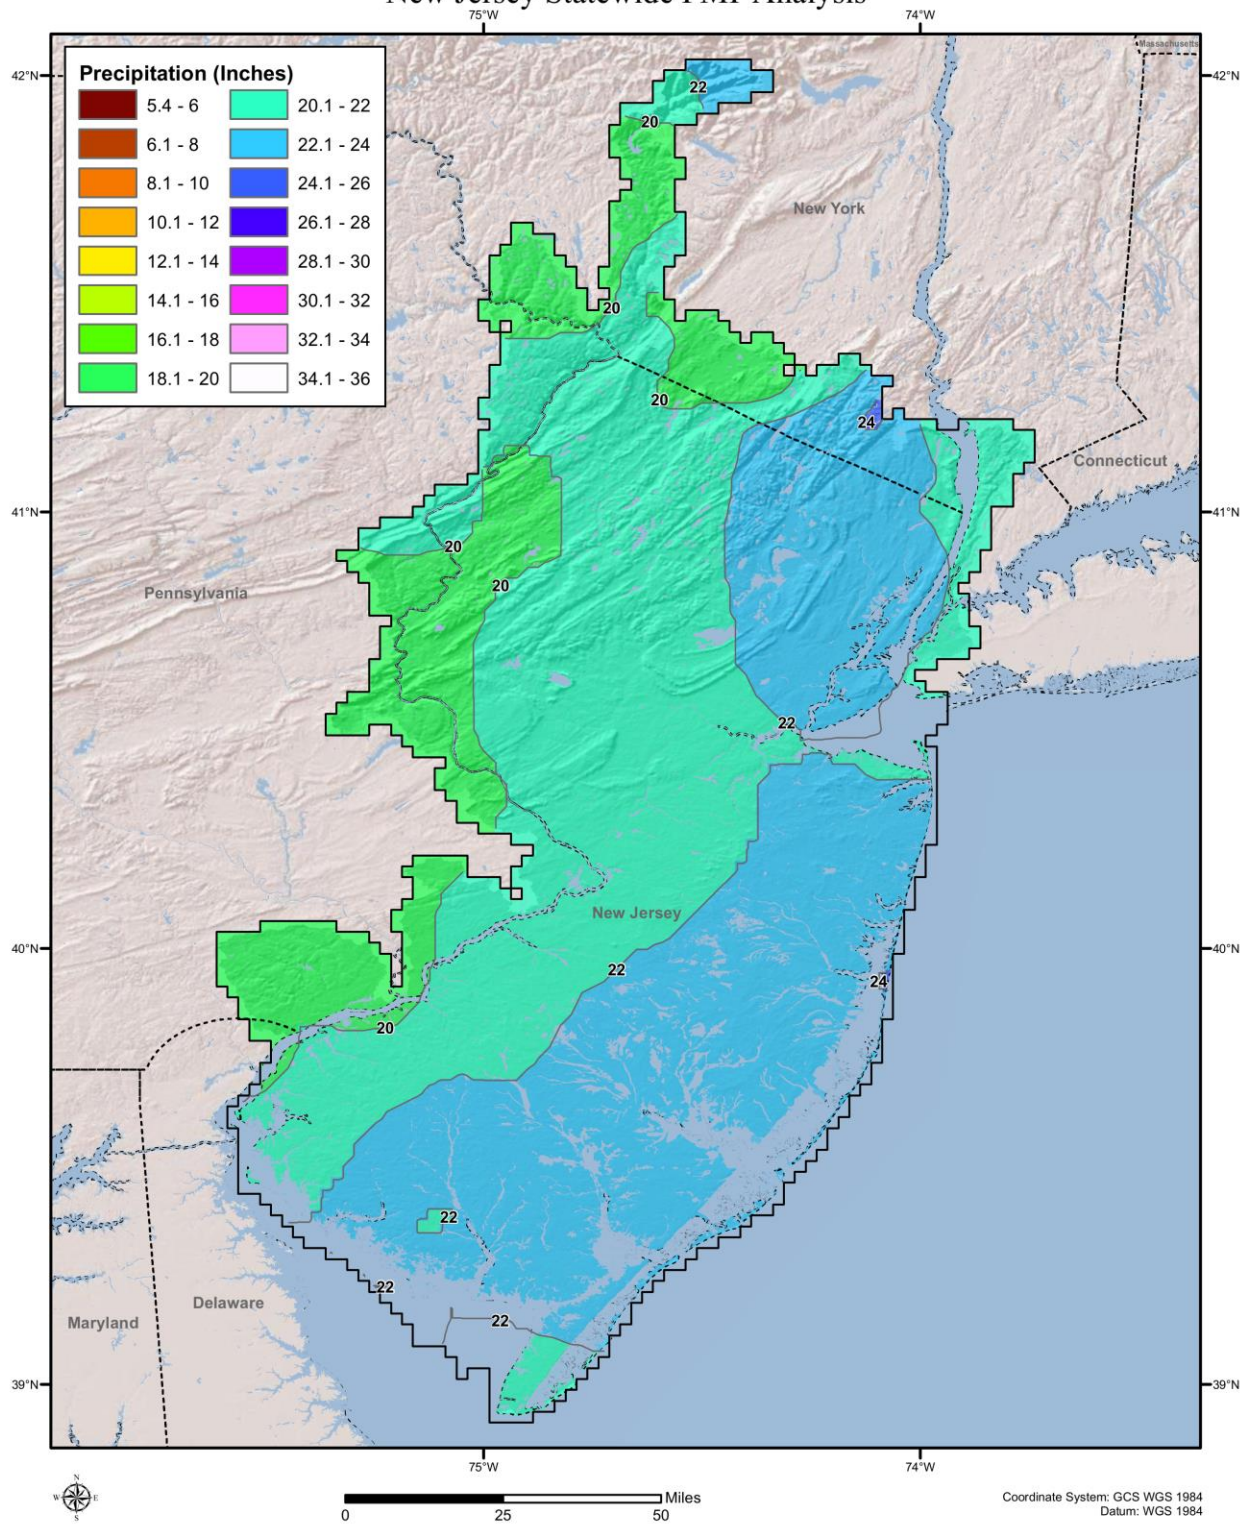 New Jersey Statewide PMP Analysis
75°W
74°W
Massachusetts
42°N
42°N
Precipitation (Inches)
5.4 - 6
20.1 - 22
6.1 - 8
22.1 - 24
8.1 - 10
24.1 - 26
10.1 - 12
26.1 - 28
12.1 - 14
28.1 - 30
14.1 - 16
30.1 - 32
16.1 - 18
32.1 - 34
18.1 - 20
34.1 - 36
22
20
New York
20
20
24
Connecticut
41°N
41°N
20
20
Pennsylvania
22
New Jersey
40°N
40°N
22
24
20
22
22
22
Delaware
Maryland
39°N
39°N
75°W
74°W
N
W E
S
Miles
0 25 50
Coordinate System: GCS WGS 1984
Datum: WGS 1984